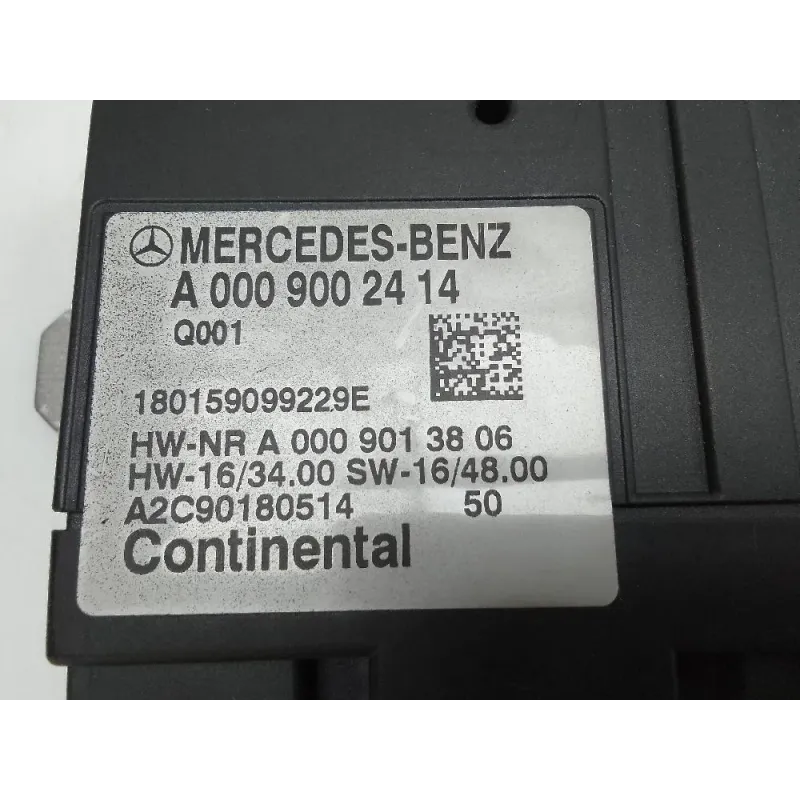 MERCEDES-BENZ
A 000 900 24 14
Q001
180159099229E
HW-NR A 000 901 38 06
HW-16/34.00 SW-16/48.00
A2C90180514 50
Continental